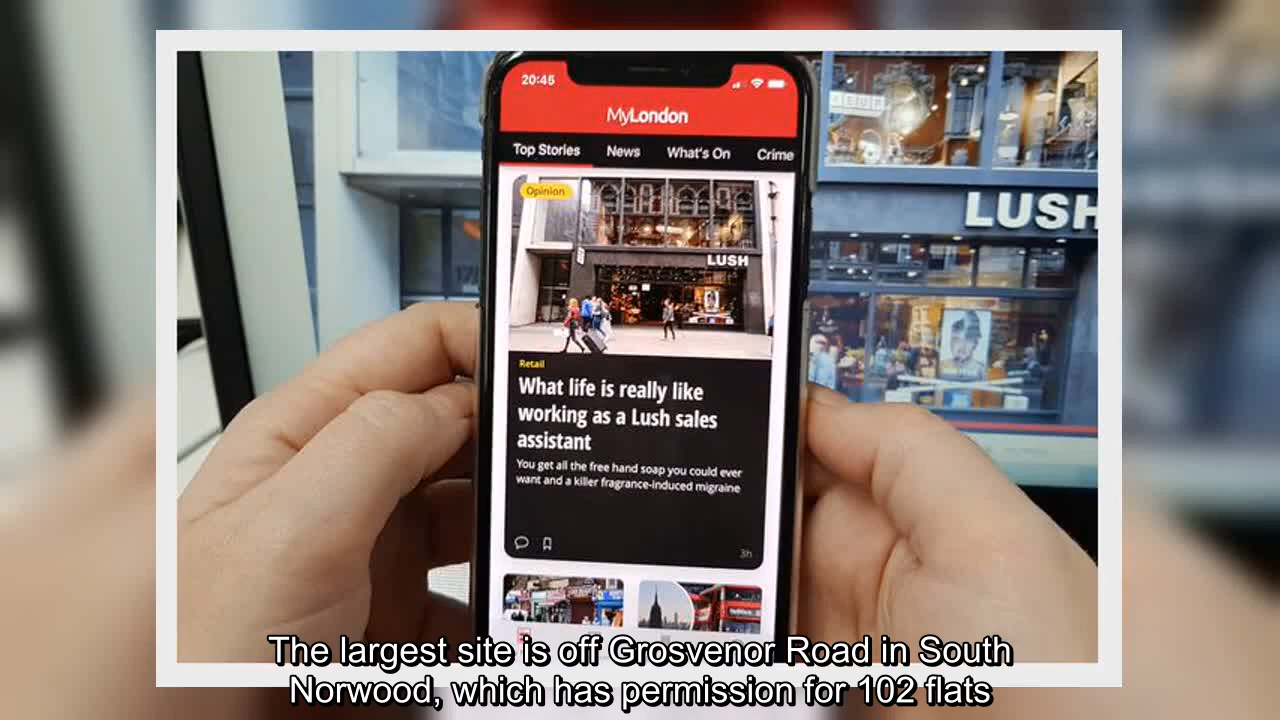 20:45
MyLondon
Top Stories News What's On Crime
Opinion
LUSH
LUSH
Retail
What life is really like
working as a Lush sales
assistant
You get all the free hand soap you could ever
want and a killer fragrance-induced migraine
3h
The largest site is off Grosvenor Road in South
Norwood, which has permission for 102 flats